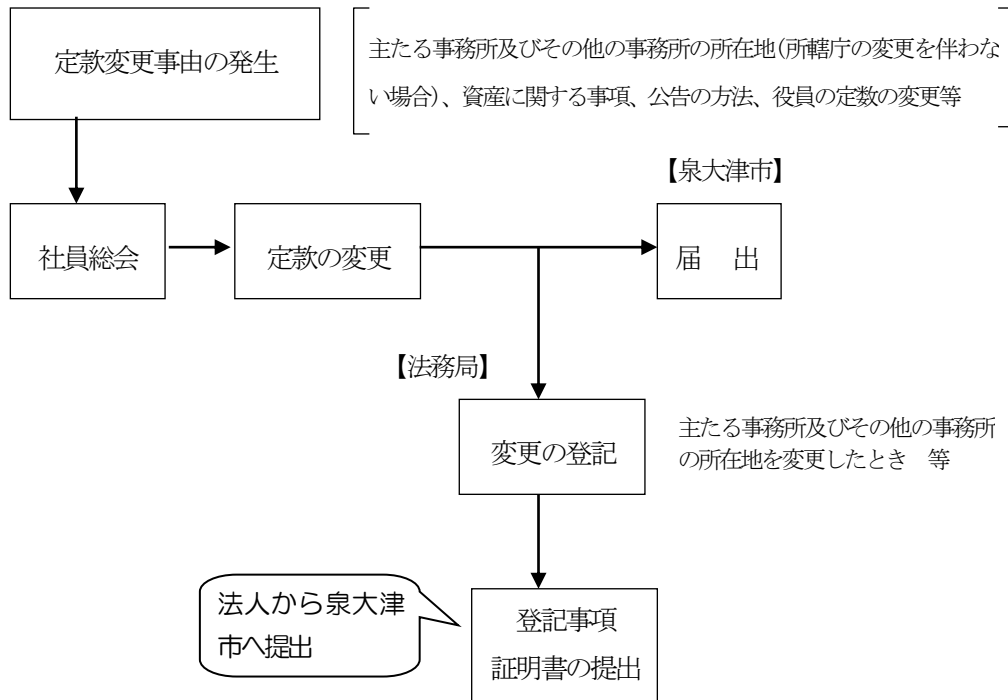 定款変更事由の発生
主たる事務所及びその他の事務所の所在地(所轄庁の変更を伴わな
い場合)、資産に関する事項、公告の方法、役員の定数の変更等
【泉大津市】
社員総会
定款の変更
届　出
【法務局】
変更の登記
主たる事務所及びその他の事務所
の所在地を変更したとき　等
法人から泉大津
市へ提出
登記事項
証明書の提出